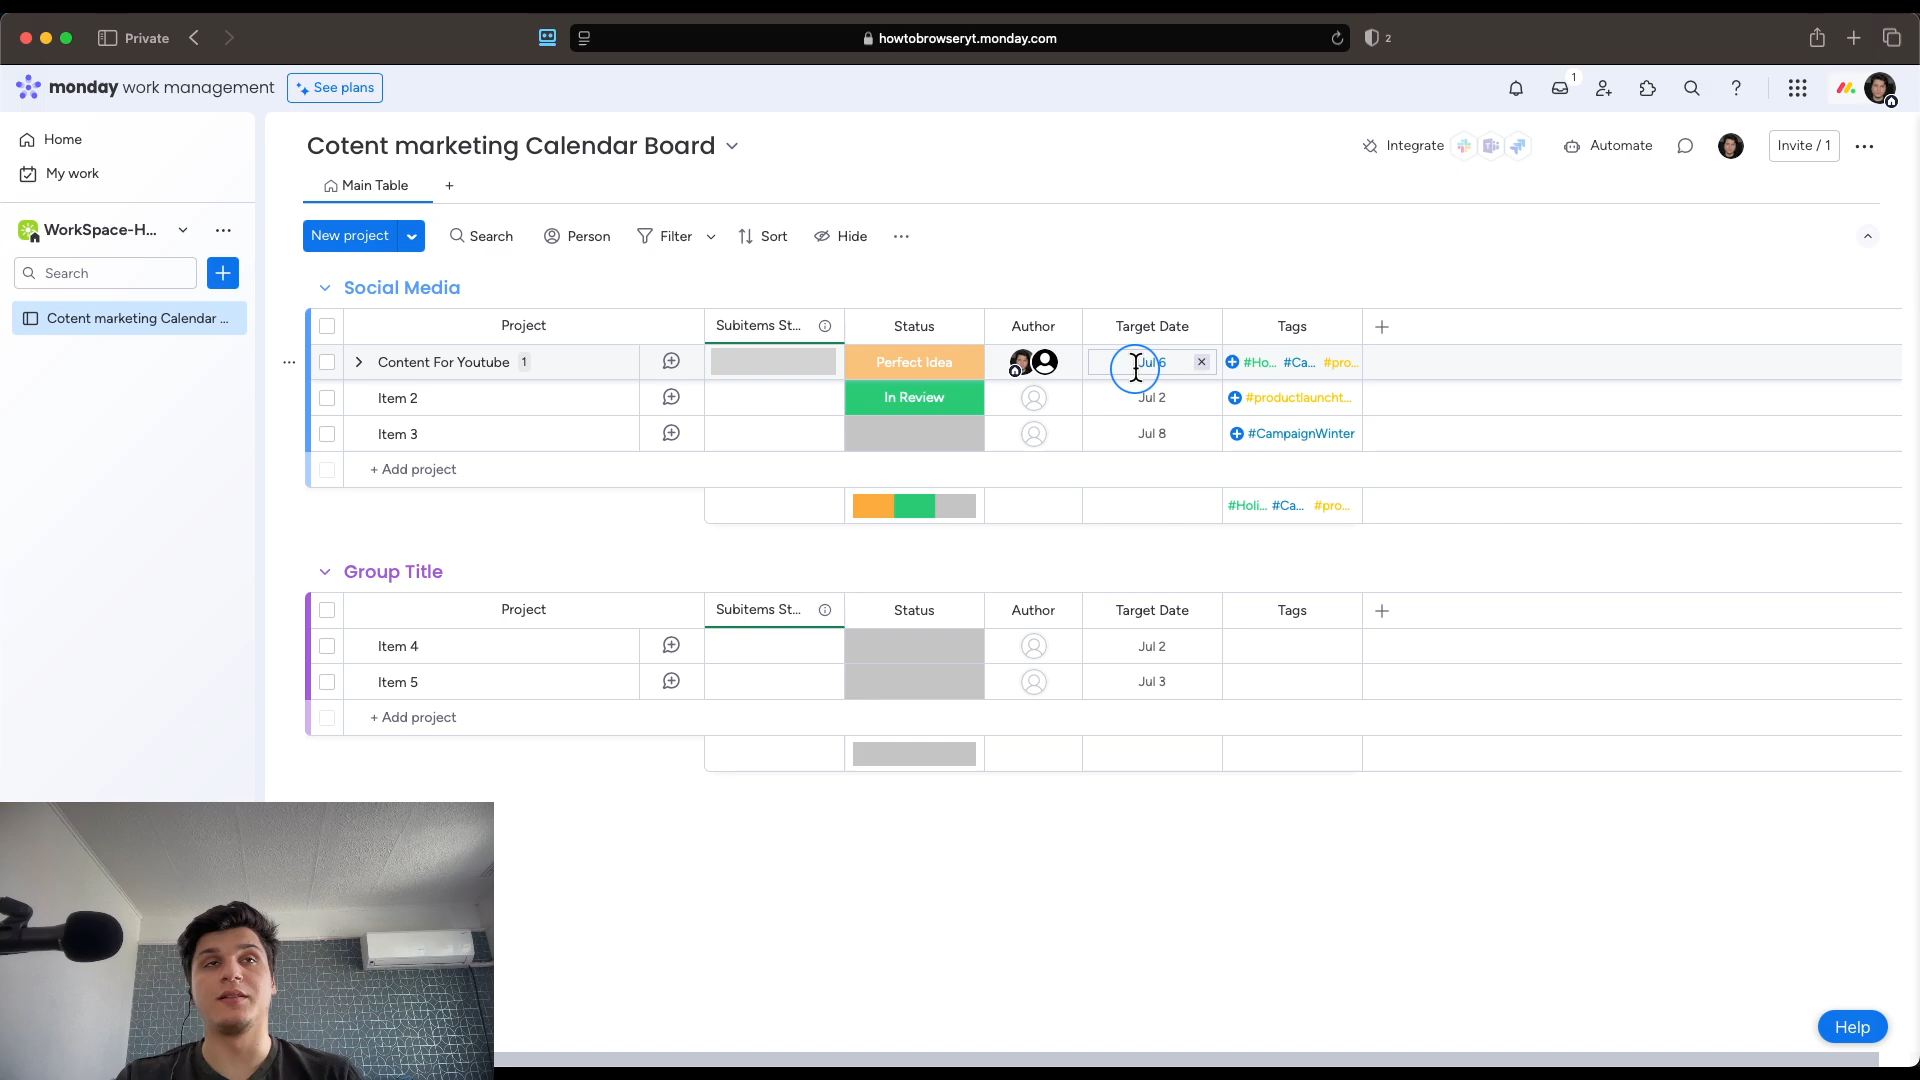 Private
howtobrowseryt.monday.com
2
monday work management
See plans
1
Home
My work
WorkSpace-H...
Search
Cotent marketing Calendar ...
Cotent marketing Calendar Board
Integrate
Automate
Invite / 1
Main Table
New project
Search
Person
Filter
Sort
Hide
Social Media
Project Subitems St... Status Author Target Date Tags
Content For Youtube 1 Perfect Idea Jul 6 #Ho... #Ca... #pro...
Item 2 In Review Jul 2 #productlauncht...
Item 3 Jul 8 #CampaignWinter
+ Add project
#Holi... #Ca... #pro...
Group Title
Project Subitems St... Status Author Target Date Tags
Item 4 Jul 2
Item 5 Jul 3
+ Add project
Help